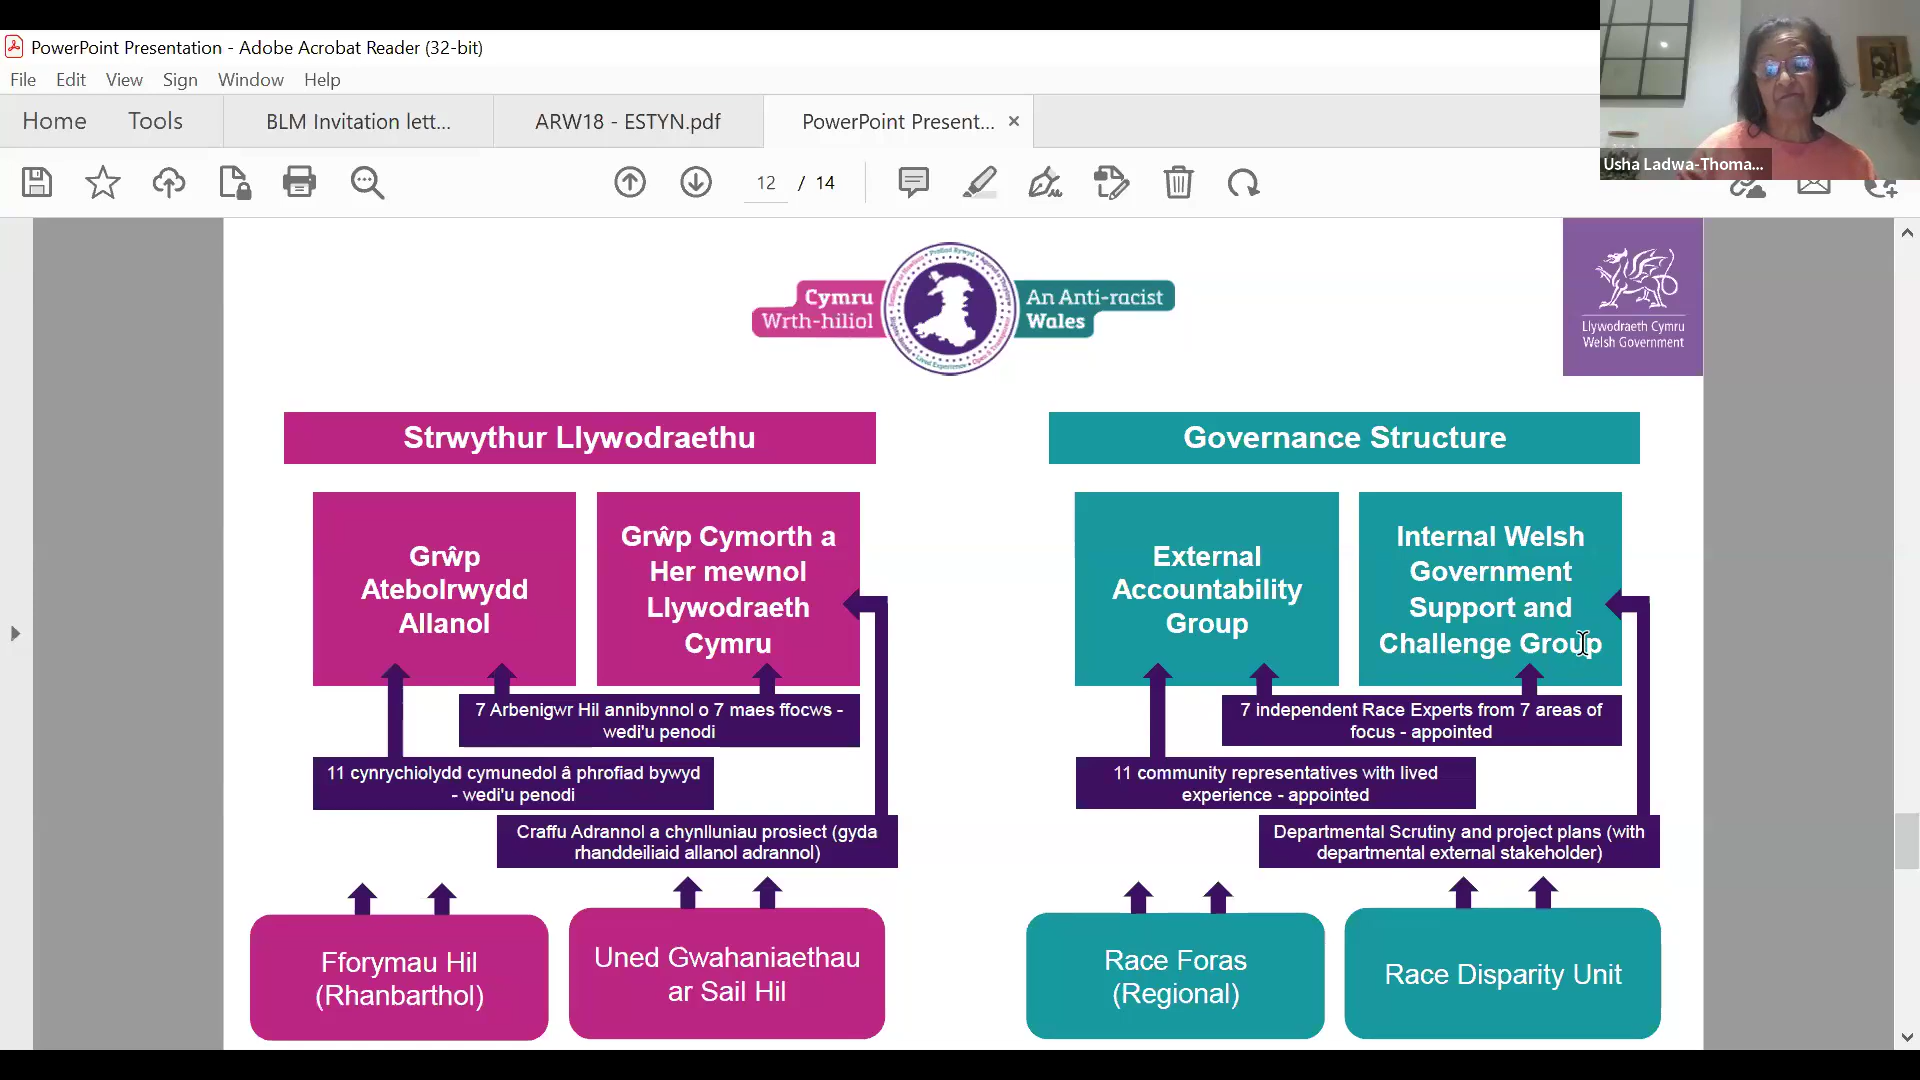 PowerPoint Presentation - Adobe Acrobat Reader (32-bit)
File Edit View Sign Window Help
Home Tools BLM Invitation lett... ARW18 - ESTYN.pdf PowerPoint Present... ×
12 / 14
Usha Ladwa-Thoma...
Cymru
Wrth-hiliol
An Anti-racist
Wales
Llywodraeth Cymru
Welsh Government
Strwythur Llywodraethu
Grŵp
Atebolrwydd
Allanol
Grŵp Cymorth a
Her mewnol
Llywodraeth
Cymru
7 Arbenigwr Hil annibynnol o 7 maes ffocws -
wedi'u penodi
11 cynrychiolydd cymunedol â phrofiad bywyd
- wedi'u penodi
Craffu Adrannol a chynlluniau prosiect (gyda
rhanddeiliaid allanol adrannol)
Fforymau Hil
(Rhanbarthol)
Uned Gwahaniaethau
ar Sail Hil
Governance Structure
External
Accountability
Group
Internal Welsh
Government
Support and
Challenge Group
7 independent Race Experts from 7 areas of
focus - appointed
11 community representatives with lived
experience - appointed
Departmental Scrutiny and project plans (with
departmental external stakeholder)
Race Foras
(Regional)
Race Disparity Unit